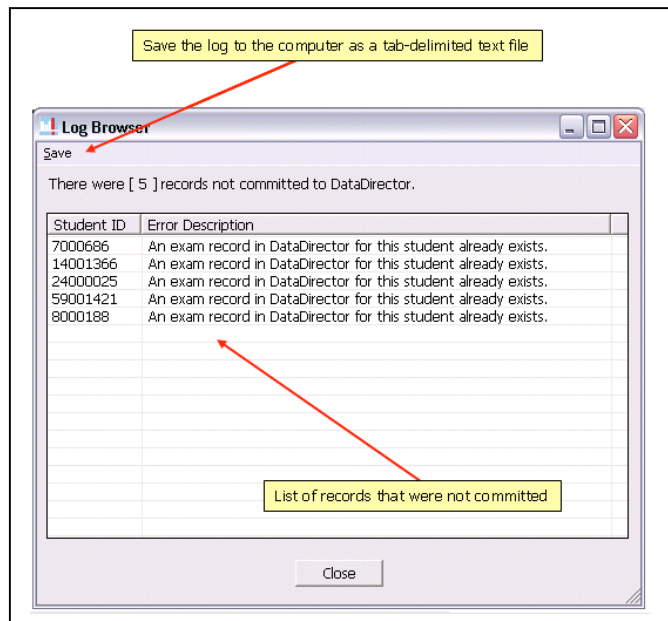 Save the log to the computer as a tab-delimited text file
Log Browser
Save
There were [ 5 ] records not committed to DataDirector.
Student ID Error Description
7000686 An exam record in DataDirector for this student already exists.
14001366 An exam record in DataDirector for this student already exists.
24000025 An exam record in DataDirector for this student already exists.
59001421 An exam record in DataDirector for this student already exists.
8000188 An exam record in DataDirector for this student already exists.
List of records that were not committed
Close